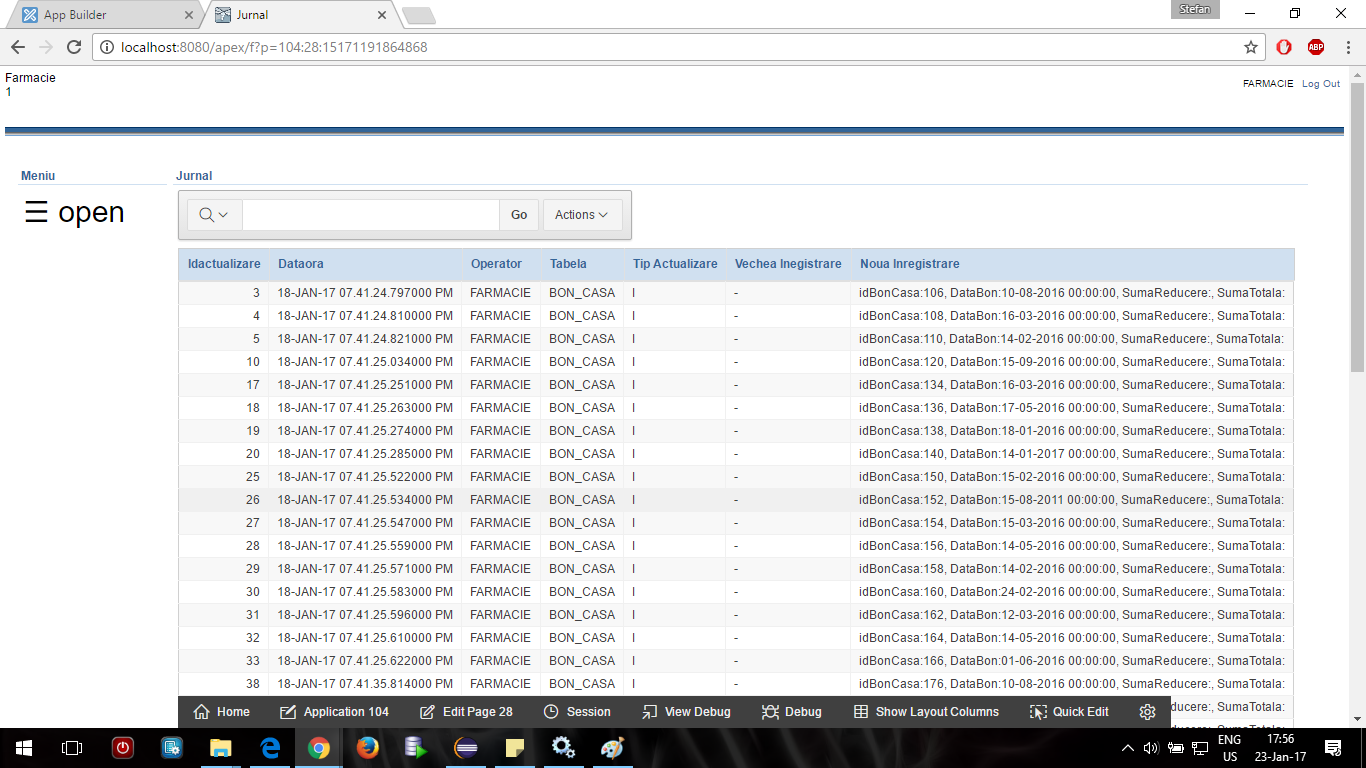 App Builder
Jurnal
Stefan
localhost:8080/apex/f?p=104:28:15171191864868
ABP
Farmacie
1
FARMACIE Log Out
Meniu
☰ open
Jurnal
Go Actions
Idactualizare Dataora Operator Tabela Tip Actualizare Vechea Inegistrare Noua Inregistrare
3 18-JAN-17 07.41.24.797000 PM FARMACIE BON_CASA I - idBonCasa:106, DataBon:10-08-2016 00:00:00, SumaReducere:, SumaTotala:
4 18-JAN-17 07.41.24.810000 PM FARMACIE BON_CASA I - idBonCasa:108, DataBon:16-03-2016 00:00:00, SumaReducere:, SumaTotala:
5 18-JAN-17 07.41.24.821000 PM FARMACIE BON_CASA I - idBonCasa:110, DataBon:14-02-2016 00:00:00, SumaReducere:, SumaTotala:
10 18-JAN-17 07.41.25.034000 PM FARMACIE BON_CASA I - idBonCasa:120, DataBon:15-09-2016 00:00:00, SumaReducere:, SumaTotala:
17 18-JAN-17 07.41.25.251000 PM FARMACIE BON_CASA I - idBonCasa:134, DataBon:16-03-2016 00:00:00, SumaReducere:, SumaTotala:
18 18-JAN-17 07.41.25.263000 PM FARMACIE BON_CASA I - idBonCasa:136, DataBon:17-05-2016 00:00:00, SumaReducere:, SumaTotala:
19 18-JAN-17 07.41.25.274000 PM FARMACIE BON_CASA I - idBonCasa:138, DataBon:18-01-2016 00:00:00, SumaReducere:, SumaTotala:
20 18-JAN-17 07.41.25.285000 PM FARMACIE BON_CASA I - idBonCasa:140, DataBon:14-01-2017 00:00:00, SumaReducere:, SumaTotala:
25 18-JAN-17 07.41.25.522000 PM FARMACIE BON_CASA I - idBonCasa:150, DataBon:15-02-2016 00:00:00, SumaReducere:, SumaTotala:
26 18-JAN-17 07.41.25.534000 PM FARMACIE BON_CASA I - idBonCasa:152, DataBon:15-08-2011 00:00:00, SumaReducere:, SumaTotala:
27 18-JAN-17 07.41.25.547000 PM FARMACIE BON_CASA I - idBonCasa:154, DataBon:15-03-2016 00:00:00, SumaReducere:, SumaTotala:
28 18-JAN-17 07.41.25.559000 PM FARMACIE BON_CASA I - idBonCasa:156, DataBon:14-05-2016 00:00:00, SumaReducere:, SumaTotala:
29 18-JAN-17 07.41.25.571000 PM FARMACIE BON_CASA I - idBonCasa:158, DataBon:14-02-2016 00:00:00, SumaReducere:, SumaTotala:
30 18-JAN-17 07.41.25.583000 PM FARMACIE BON_CASA I - idBonCasa:160, DataBon:24-02-2016 00:00:00, SumaReducere:, SumaTotala:
31 18-JAN-17 07.41.25.596000 PM FARMACIE BON_CASA I - idBonCasa:162, DataBon:12-03-2016 00:00:00, SumaReducere:, SumaTotala:
32 18-JAN-17 07.41.25.610000 PM FARMACIE BON_CASA I - idBonCasa:164, DataBon:14-05-2016 00:00:00, SumaReducere:, SumaTotala:
33 18-JAN-17 07.41.25.622000 PM FARMACIE BON_CASA I - idBonCasa:166, DataBon:01-06-2016 00:00:00, SumaReducere:, SumaTotala:
38 18-JAN-17 07.41.35.814000 PM FARMACIE BON_CASA I - idBonCasa:176, DataBon:10-08-2016 00:00:00, SumaReducere:, SumaTotala:
Home Application 104 Edit Page 28 Session View Debug Debug Show Layout Columns Quick Edit
SumaTotala:
ENG 17:56
US 23-Jan-17